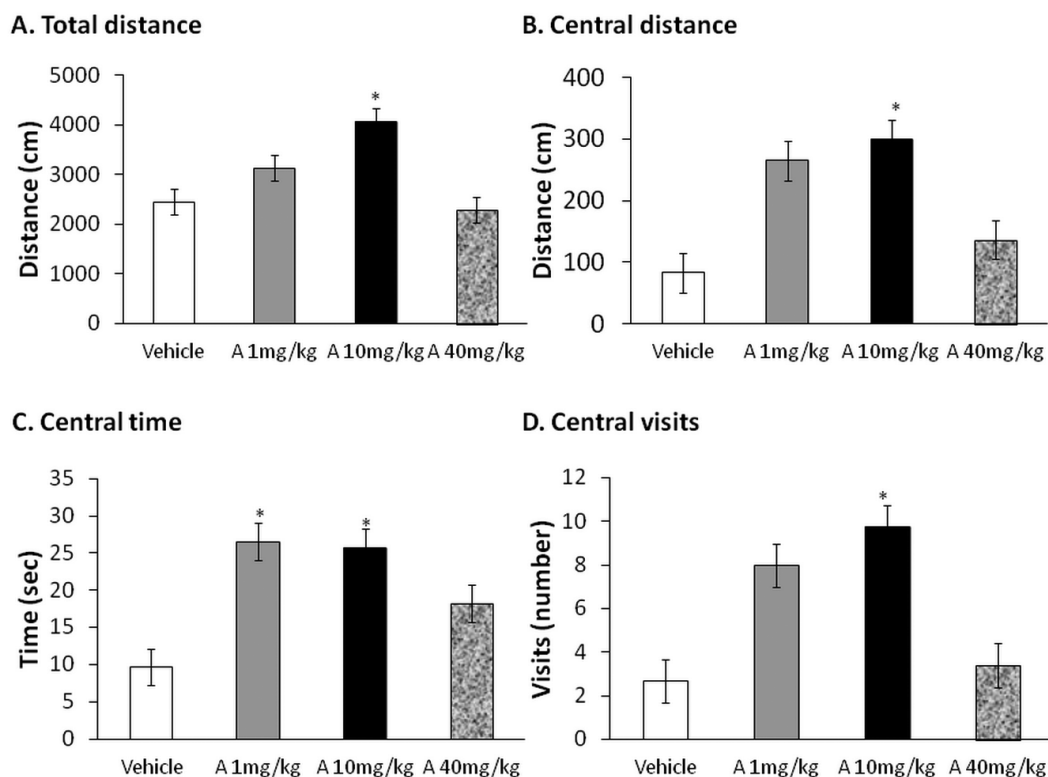 A. Total distance
Distance (cm)
5000
4000
3000
2000
1000
0
*
Vehicle A 1mg/kg A 10mg/kg A 40mg/kg
B. Central distance
Distance (cm)
400
300
200
100
0
*
Vehicle A 1mg/kg A 10mg/kg A 40mg/kg
C. Central time
Time (sec)
35
30
25
20
15
10
5
0
* *
Vehicle A 1mg/kg A 10mg/kg A 40mg/kg
D. Central visits
Visits (number)
12
10
8
6
4
2
0
*
Vehicle A 1mg/kg A 10mg/kg A 40mg/kg